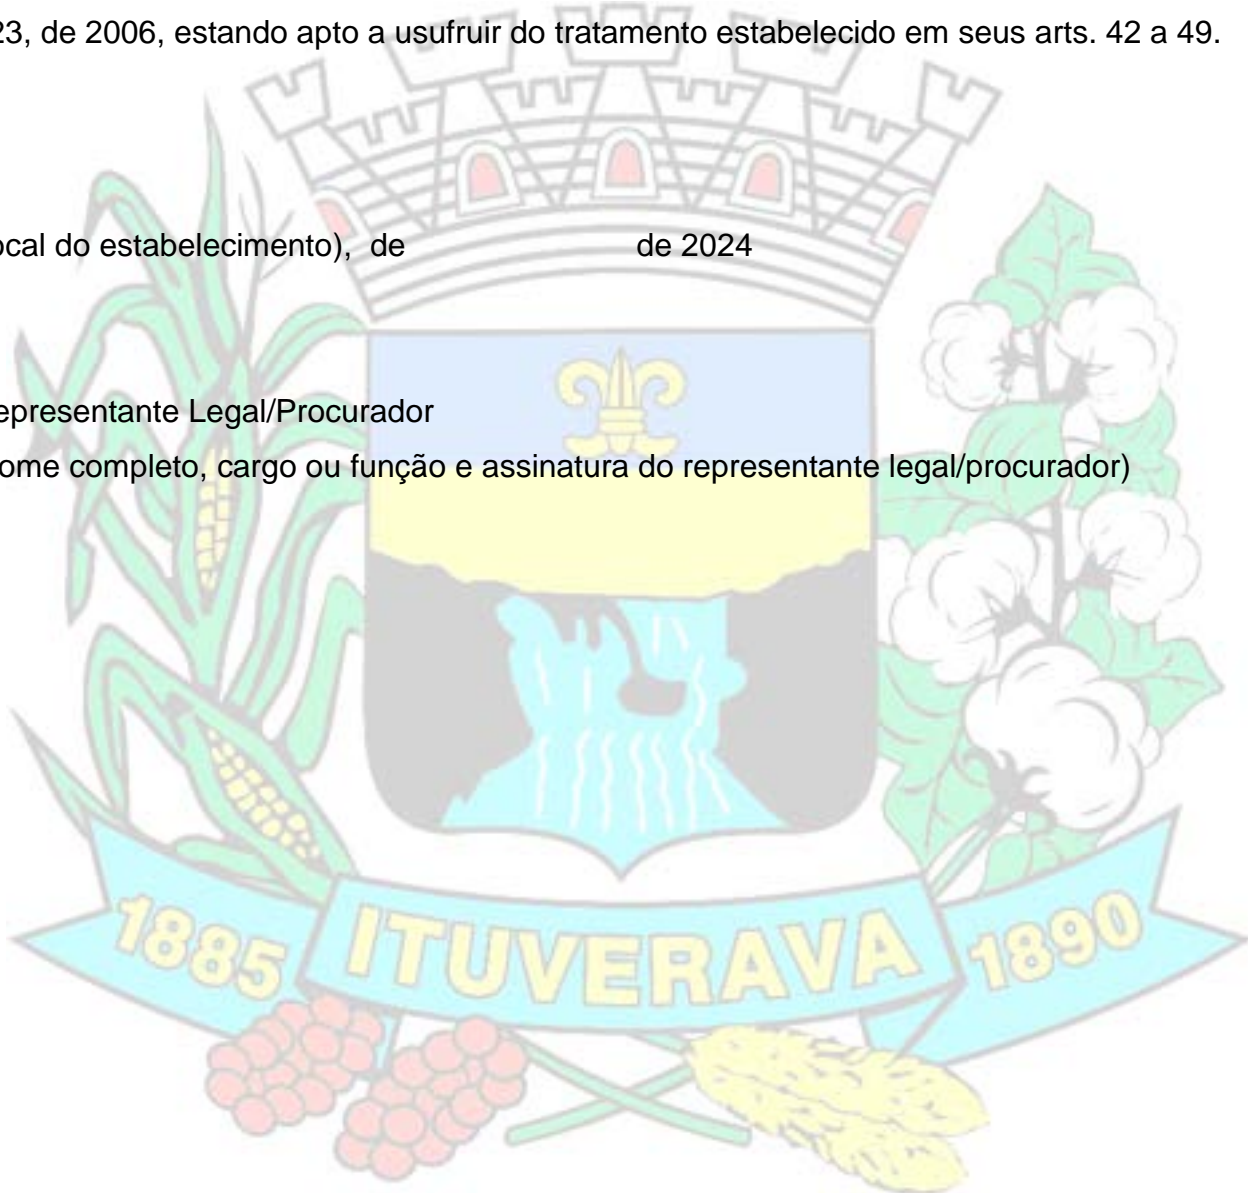 23, de 2006, estando apto a usufruir do tratamento estabelecido em seus arts. 42 a 49.
ocal do estabelecimento), de de 2024
epresentante Legal/Procurador
ome completo, cargo ou função e assinatura do representante legal/procurador)
1885 ITUVERAVA 1890